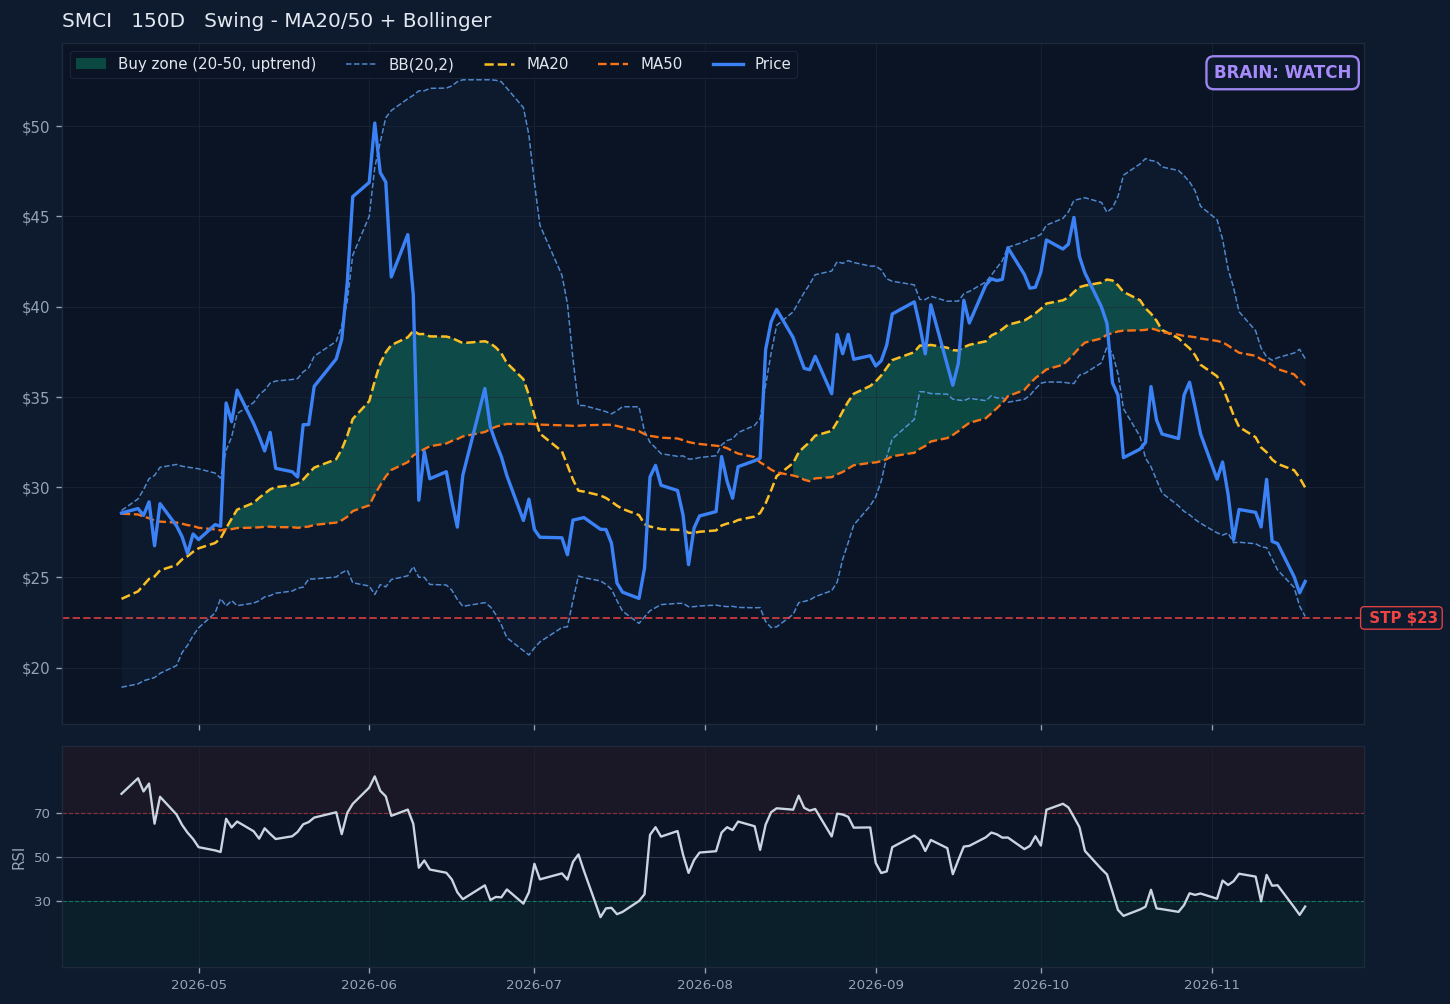 SMCI 150D Swing - MA20/50 + Bollinger
Buy zone (20-50, uptrend) BB(20,2) MA20 MA50 Price
BRAIN: WATCH
$50
$45
$40
$35
$30
$25
$20
STP $23
70
50
30
RSI
2026-05 2026-06 2026-07 2026-08 2026-09 2026-10 2026-11